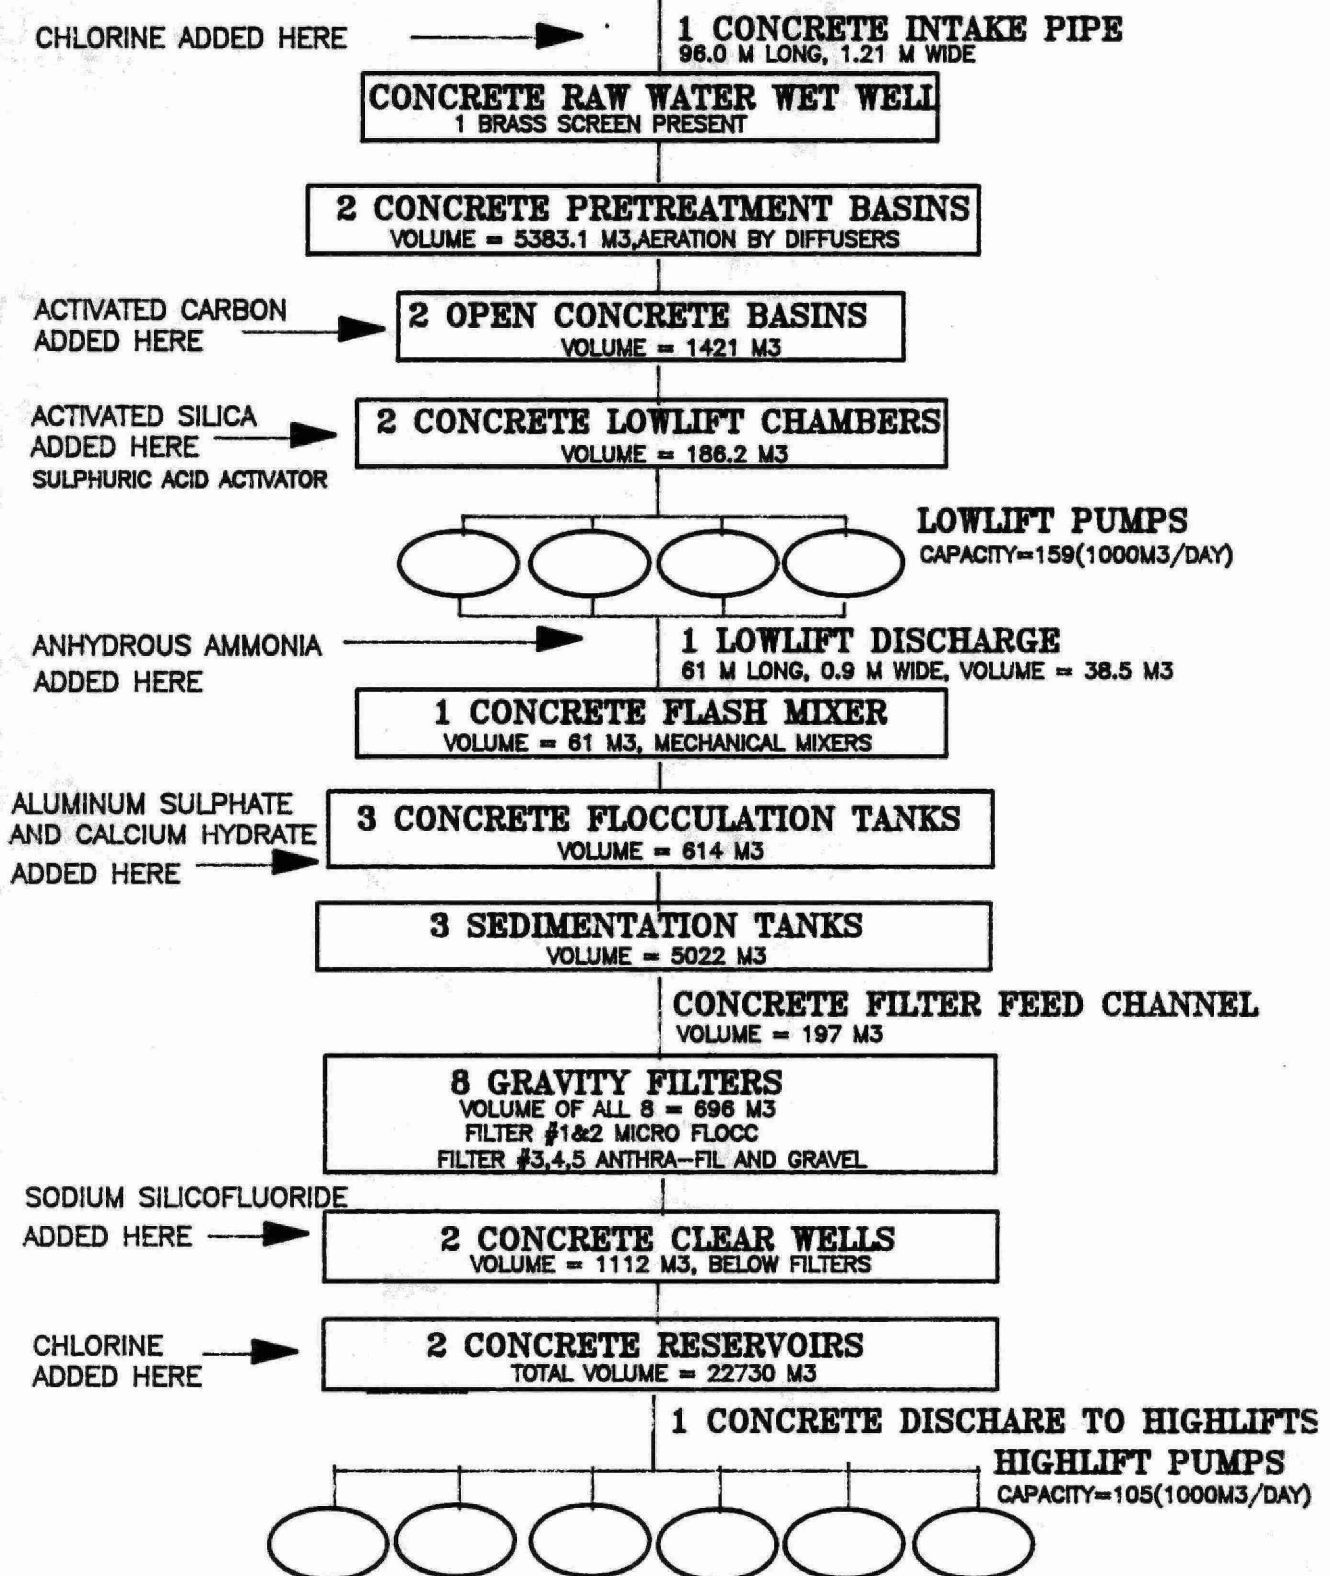 CHLORINE ADDED HERE
1 CONCRETE INTAKE PIPE
96.0 M LONG, 1.21 M WIDE
CONCRETE RAW WATER WET WELL
1 BRASS SCREEN PRESENT
2 CONCRETE PRETREATMENT BASINS
VOLUME = 5383.1 M3,AERATION BY DIFFUSERS
ACTIVATED CARBON
ADDED HERE
2 OPEN CONCRETE BASINS
VOLUME = 1421 M3
ACTIVATED SILICA
ADDED HERE
SULPHURIC ACID ACTIVATOR
2 CONCRETE LOWLIFT CHAMBERS
VOLUME = 186.2 M3
LOWLIFT PUMPS
CAPACITY=159(1000M3/DAY)
ANHYDROUS AMMONIA
ADDED HERE
1 LOWLIFT DISCHARGE
61 M LONG, 0.9 M WIDE, VOLUME = 38.5 M3
1 CONCRETE FLASH MIXER
VOLUME = 61 M3, MECHANICAL MIXERS
ALUMINUM SULPHATE
AND CALCIUM HYDRATE
ADDED HERE
3 CONCRETE FLOCCULATION TANKS
VOLUME = 614 M3
3 SEDIMENTATION TANKS
VOLUME = 5022 M3
CONCRETE FILTER FEED CHANNEL
VOLUME = 197 M3
8 GRAVITY FILTERS
VOLUME OF ALL 8 = 696 M3
FILTER #1&2 MICRO FLOCC
FILTER #3,4,5 ANTHRA-FIL AND GRAVEL
SODIUM SILICOFLUORIDE
ADDED HERE
2 CONCRETE CLEAR WELLS
VOLUME = 1112 M3, BELOW FILTERS
CHLORINE
ADDED HERE
2 CONCRETE RESERVOIRS
TOTAL VOLUME = 22730 M3
1 CONCRETE DISCHARE TO HIGHLIFTS
HIGHLIFT PUMPS
CAPACITY=105(1000M3/DAY)